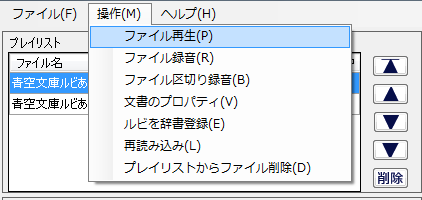 ファイル(F) 操作(M) ヘルプ(H)
プレイリスト
ファイル名
青空文庫ルビあ
青空文庫ルビあ
ファイル再生(P)
ファイル録音(R)
ファイル区切り録音(B)
文書のプロパティ(V)
ルビを辞書登録(E)
再読み込み(L)
プレイリストからファイル削除(D)
削除